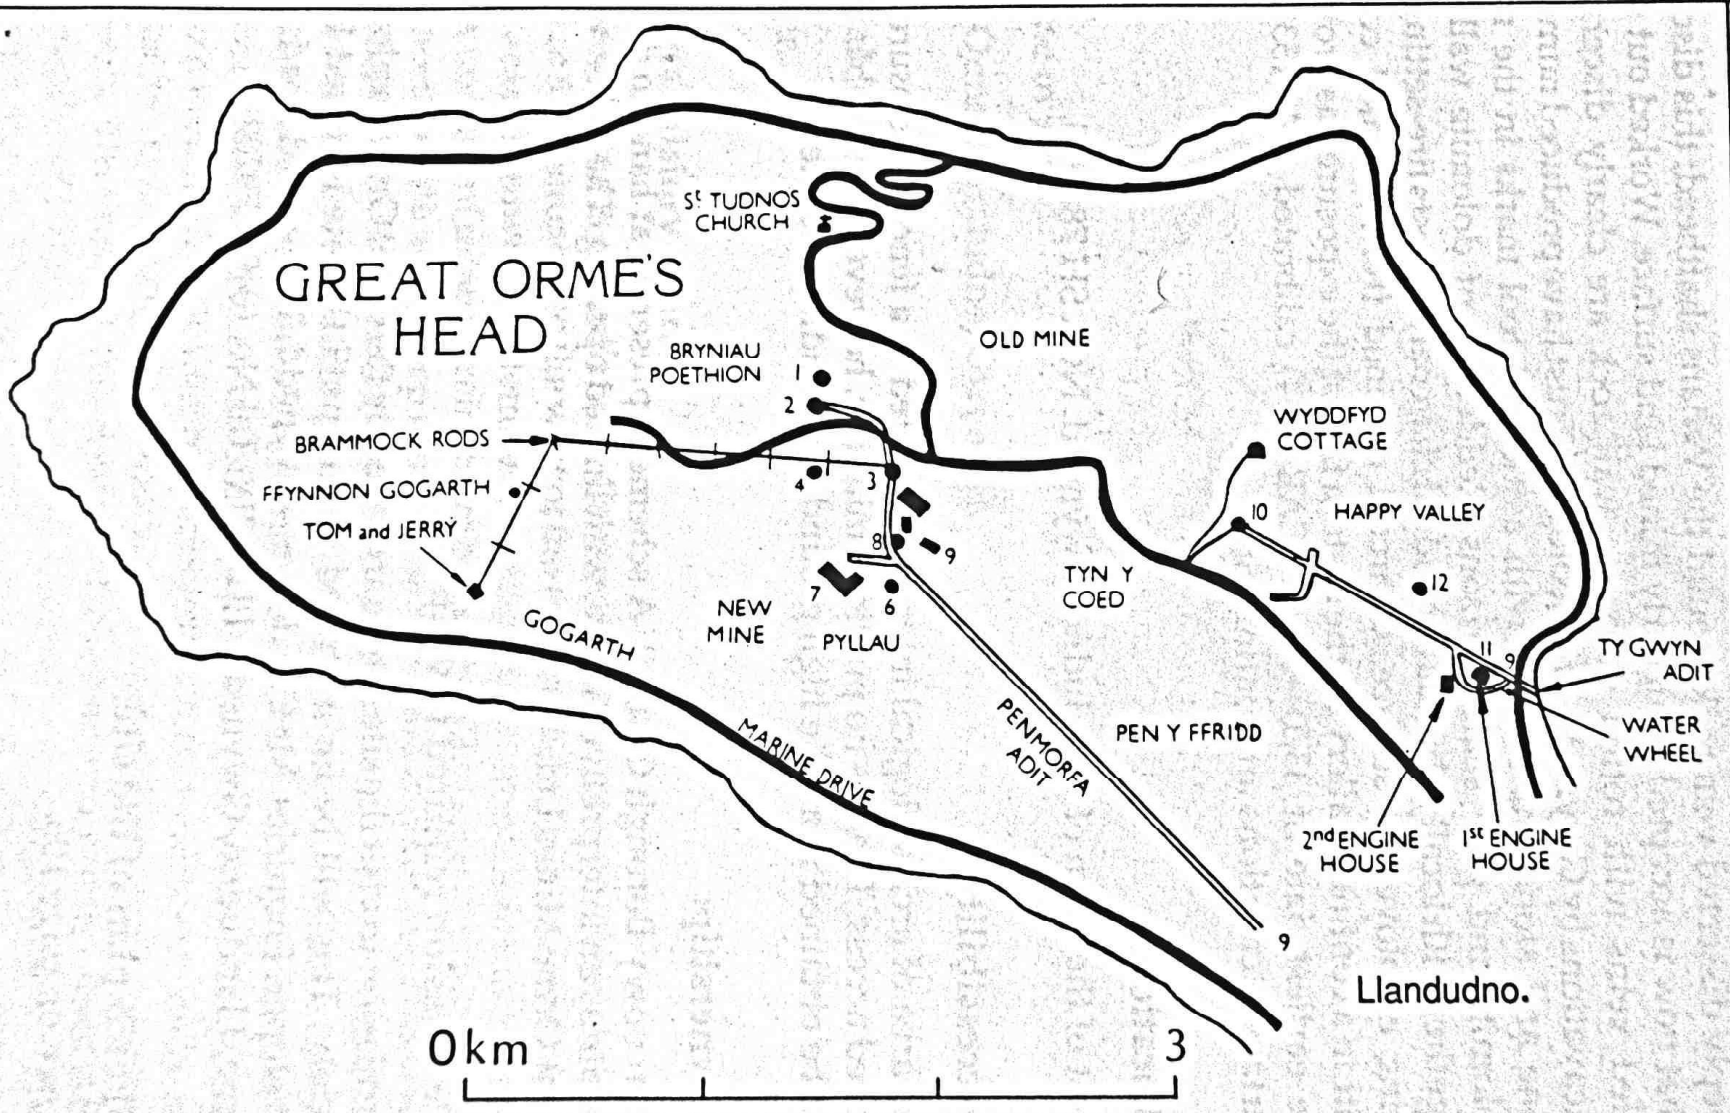 St TUDNOS
CHURCH
GREAT ORME'S
HEAD
OLD MINE
BRYNIAU
POETHION
1
2
WYDDFYD
COTTAGE
BRAMMOCK RODS
FFYNNON GOGARTH
4
3
TOM and JERRY
10
HAPPY VALLEY
8
9
7
6
TYN Y
COED
12
NEW
MINE
PYLLAU
GOGARTH
11
9
TY GWYN
ADIT
MARINE DRIVE
PENMORFA
ADIT
PEN Y FFRIDD
WATER
WHEEL
2nd ENGINE
HOUSE
1st ENGINE
HOUSE
9
Llandudno.
0km
3